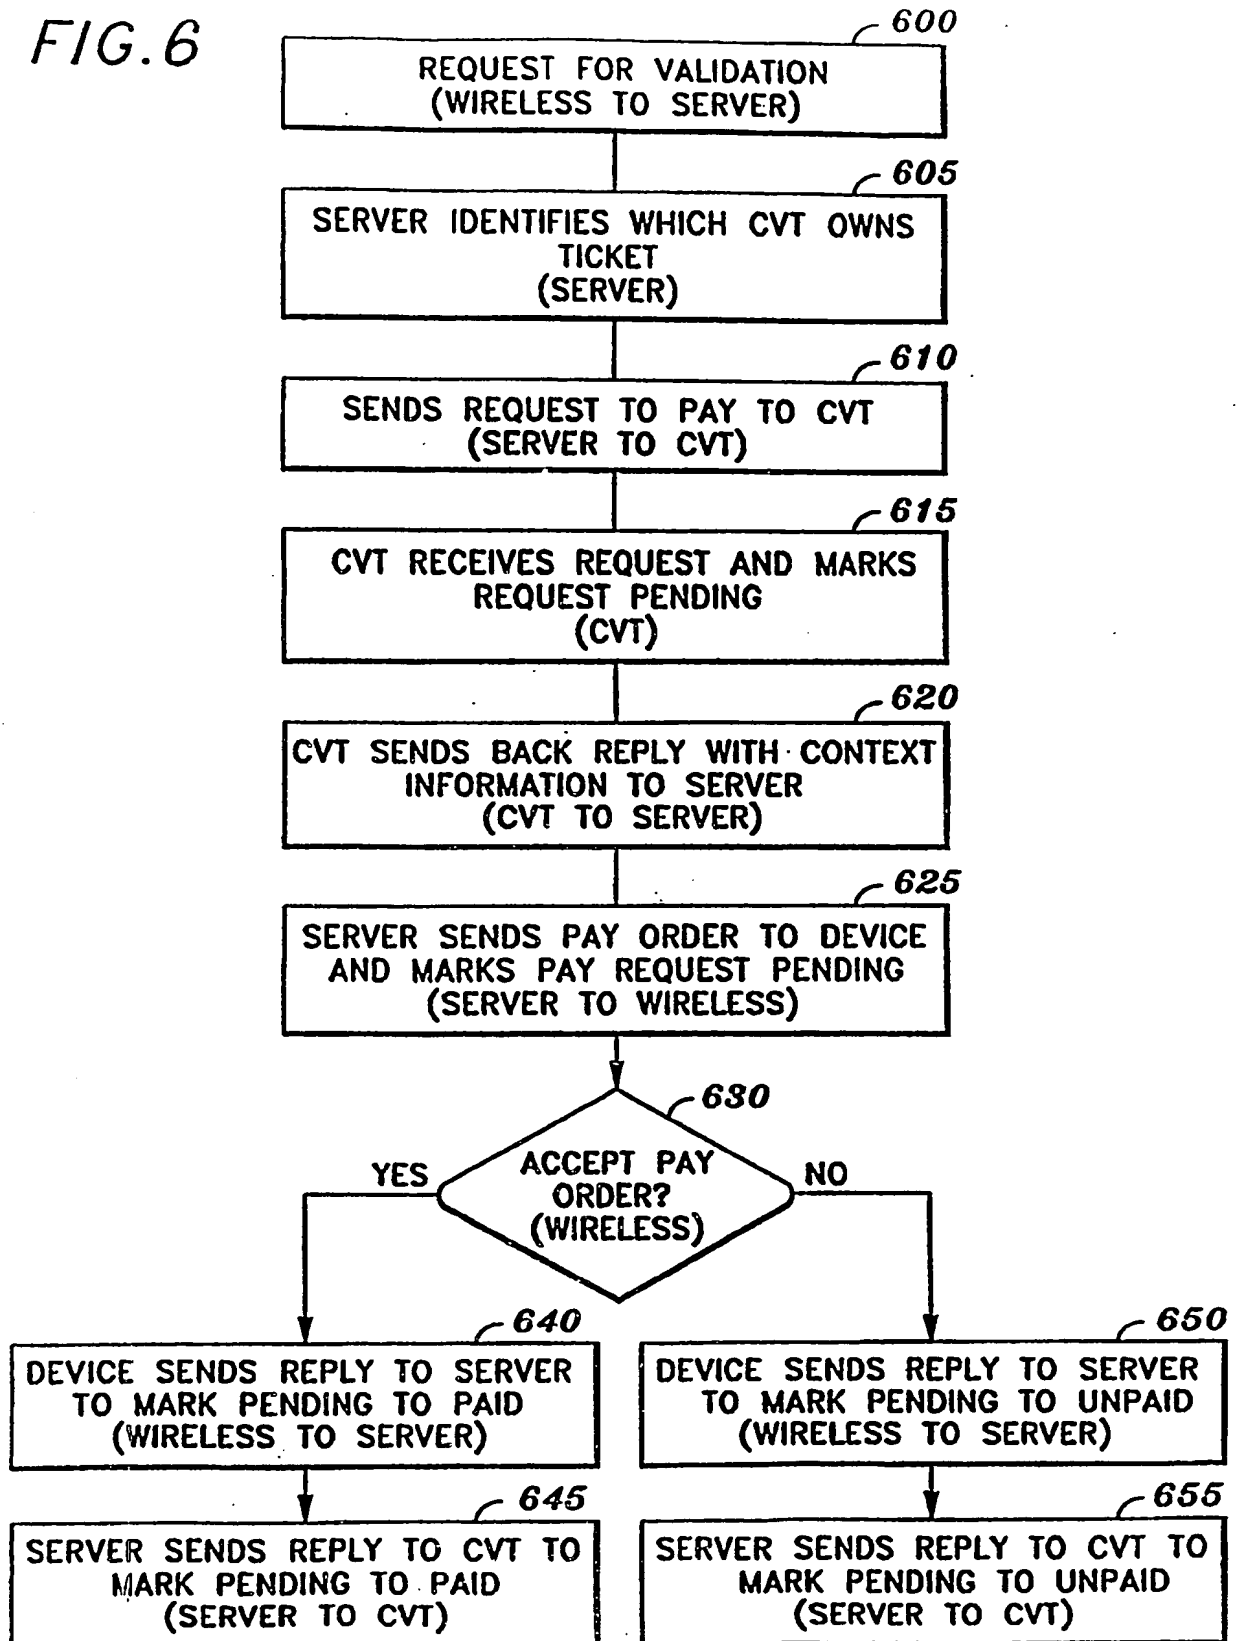 FIG.6
600
REQUEST FOR VALIDATION
(WIRELESS TO SERVER)
605
SERVER IDENTIFIES WHICH CVT OWNS
TICKET
(SERVER)
610
SENDS REQUEST TO PAY TO CVT
(SERVER TO CVT)
615
CVT RECEIVES REQUEST AND MARKS
REQUEST PENDING
(CVT)
620
CVT SENDS BACK REPLY WITH CONTEXT
INFORMATION TO SERVER
(CVT TO SERVER)
625
SERVER SENDS PAY ORDER TO DEVICE
AND MARKS PAY REQUEST PENDING
(SERVER TO WIRELESS)
630
YES
ACCEPT PAY
ORDER?
(WIRELESS)
NO
640
DEVICE SENDS REPLY TO SERVER
TO MARK PENDING TO PAID
(WIRELESS TO SERVER)
650
DEVICE SENDS REPLY TO SERVER
TO MARK PENDING TO UNPAID
(WIRELESS TO SERVER)
645
SERVER SENDS REPLY TO CVT TO
MARK PENDING TO PAID
(SERVER TO CVT)
655
SERVER SENDS REPLY TO CVT TO
MARK PENDING TO UNPAID
(SERVER TO CVT)